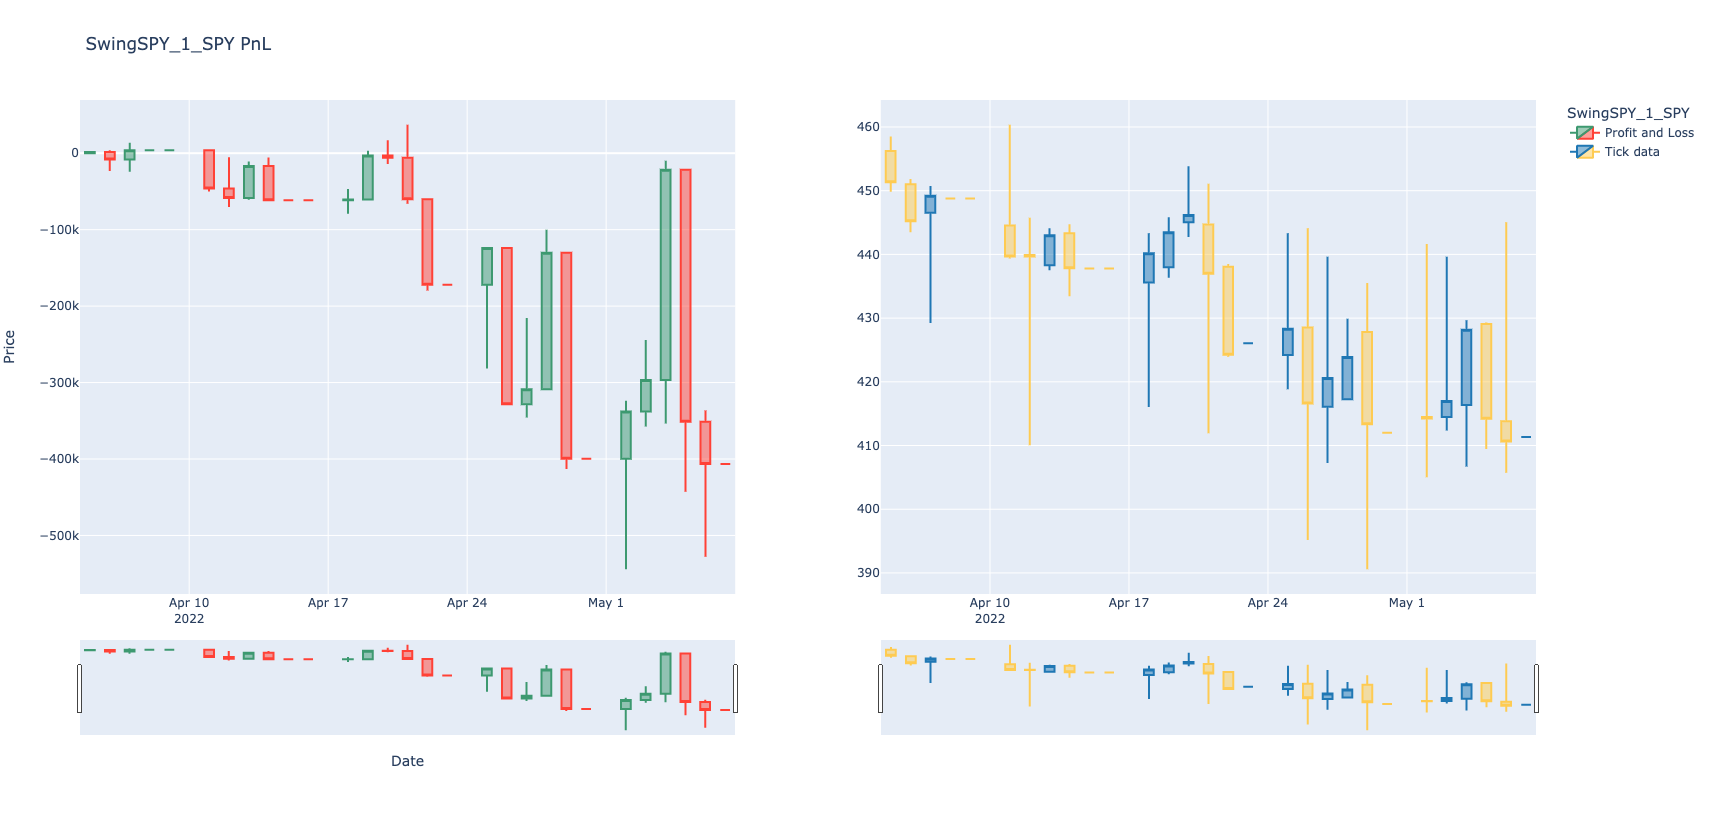 SwingSPY_1_SPY PnL
0
−100k
−200k
−300k
−400k
−500k
Price
Apr 10
2022
Apr 17
Apr 24
May 1
Date
460
450
440
430
420
410
400
390
Apr 10
2022
Apr 17
Apr 24
May 1
SwingSPY_1_SPY
Profit and Loss
Tick data